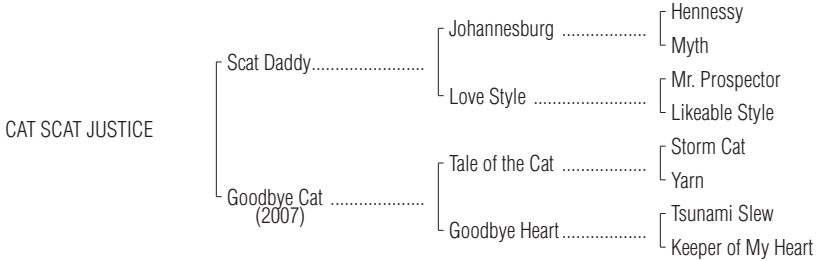 Hennessy
Johannesburg ..................
Myth
Scat Daddy........................
Mr. Prospector
Love Style ........................
Likeable Style
CAT SCAT JUSTICE
Storm Cat
Tale of the Cat ..................
Yarn
Goodbye Cat ....................
(2007)
Tsunami Slew
Goodbye Heart..................
Keeper of My Heart